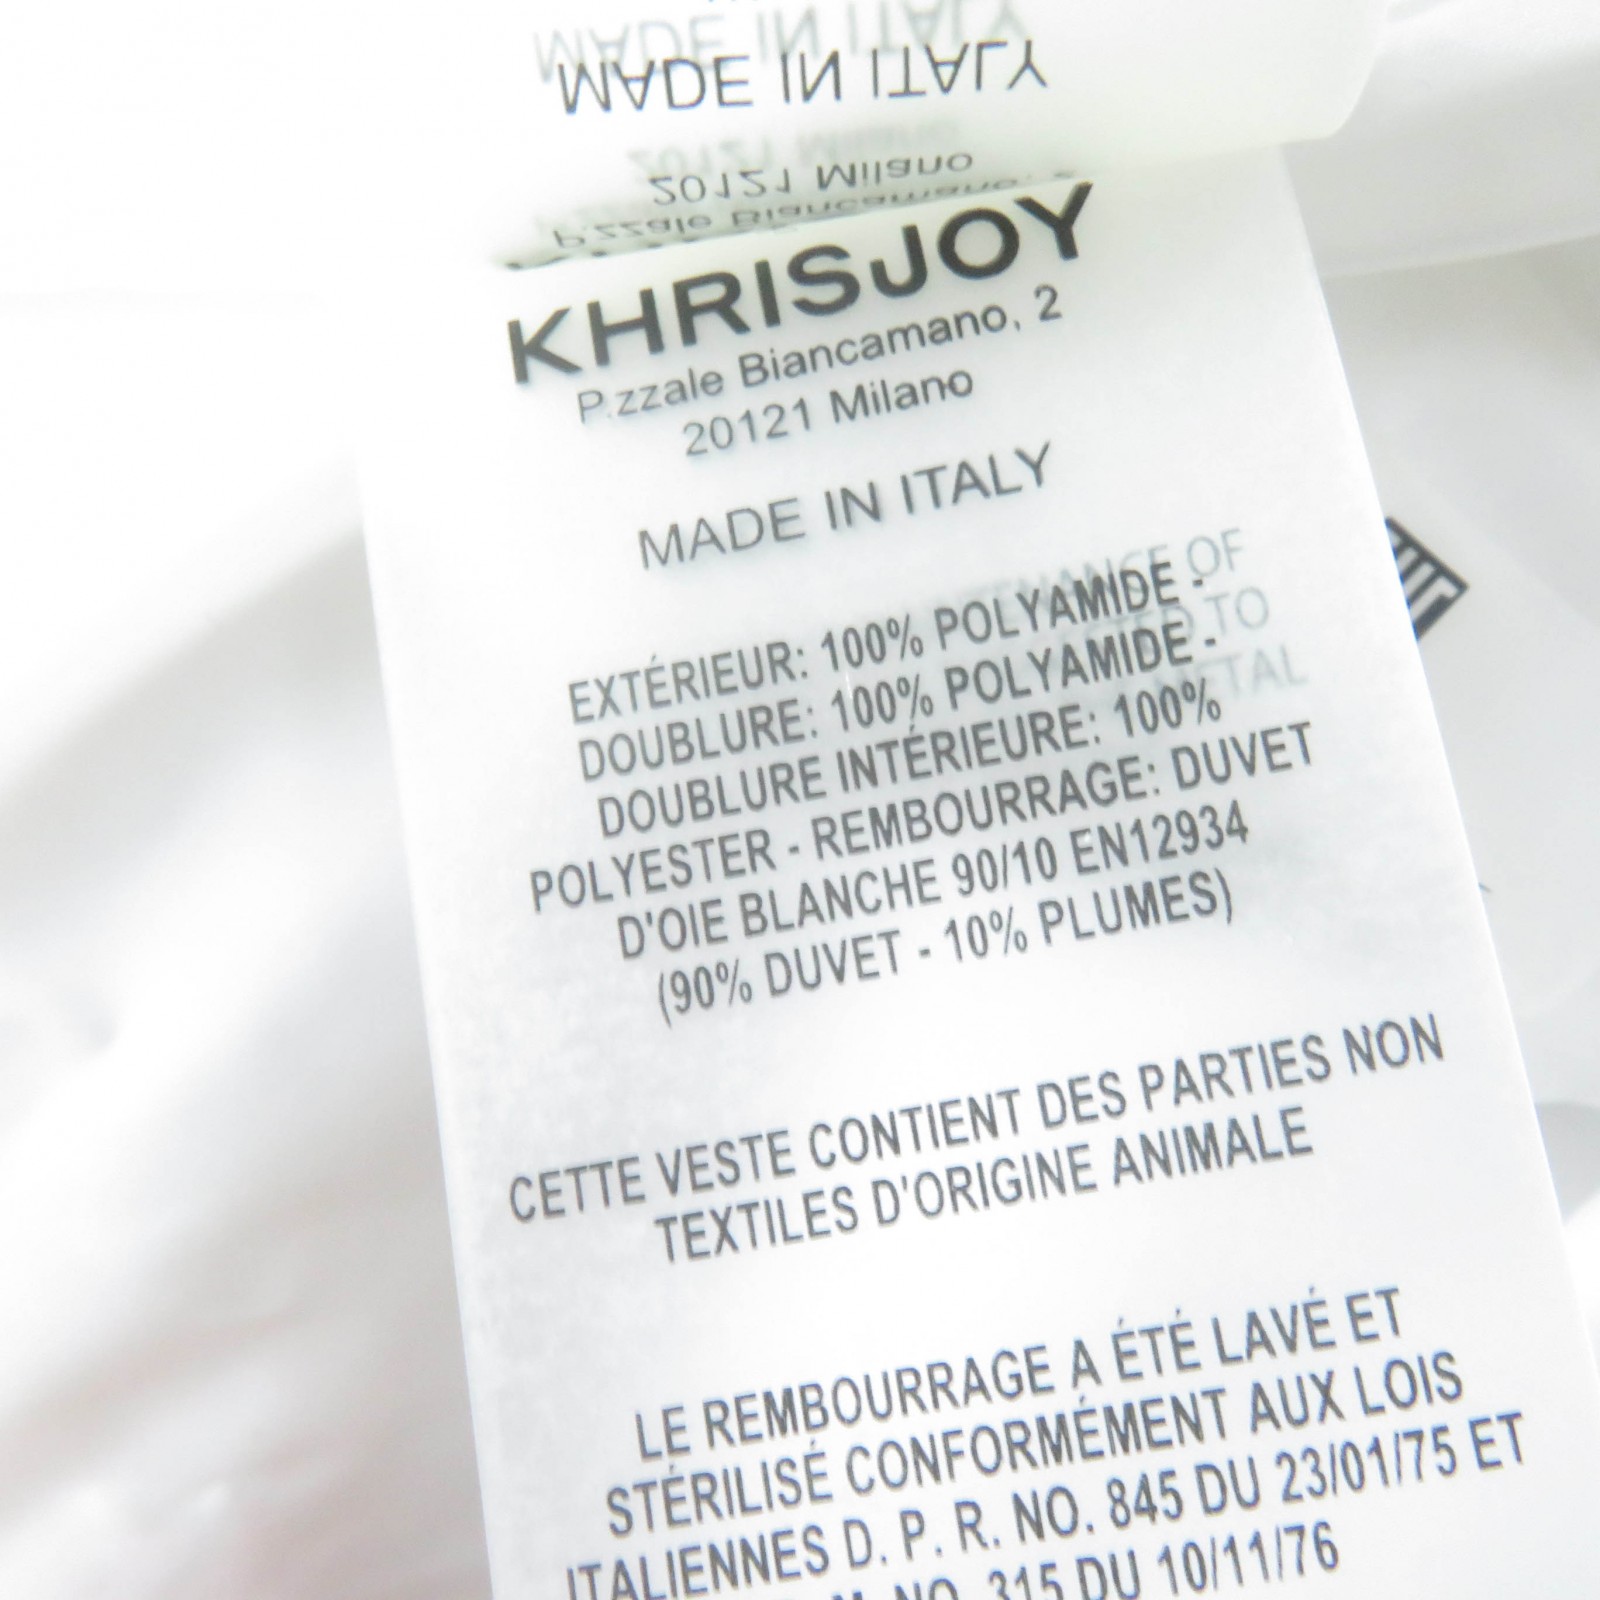 MADE IN ITALY
20121 Milano
P.zzale Biancamano, 2
KHRISJOY
P.zzale Biancamano, 2
20121 Milano
MADE IN ITALY
EXTÉRIEUR: 100% POLYAMIDE -
DOUBLURE: 100% POLYAMIDE -
DOUBLURE INTÉRIEURE: 100%
POLYESTER - REMBOURRAGE: DUVET
D'OIE BLANCHE 90/10 EN12934
(90% DUVET - 10% PLUMES)
CETTE VESTE CONTIENT DES PARTIES NON
TEXTILES D'ORIGINE ANIMALE
LE REMBOURRAGE A ÉTÉ LAVÉ ET
STÉRILISÉ CONFORMÉMENT AUX LOIS
ITALIENNES D. P. R. NO. 845 DU 23/01/75 ET
M. NO. 315 DU 10/11/76